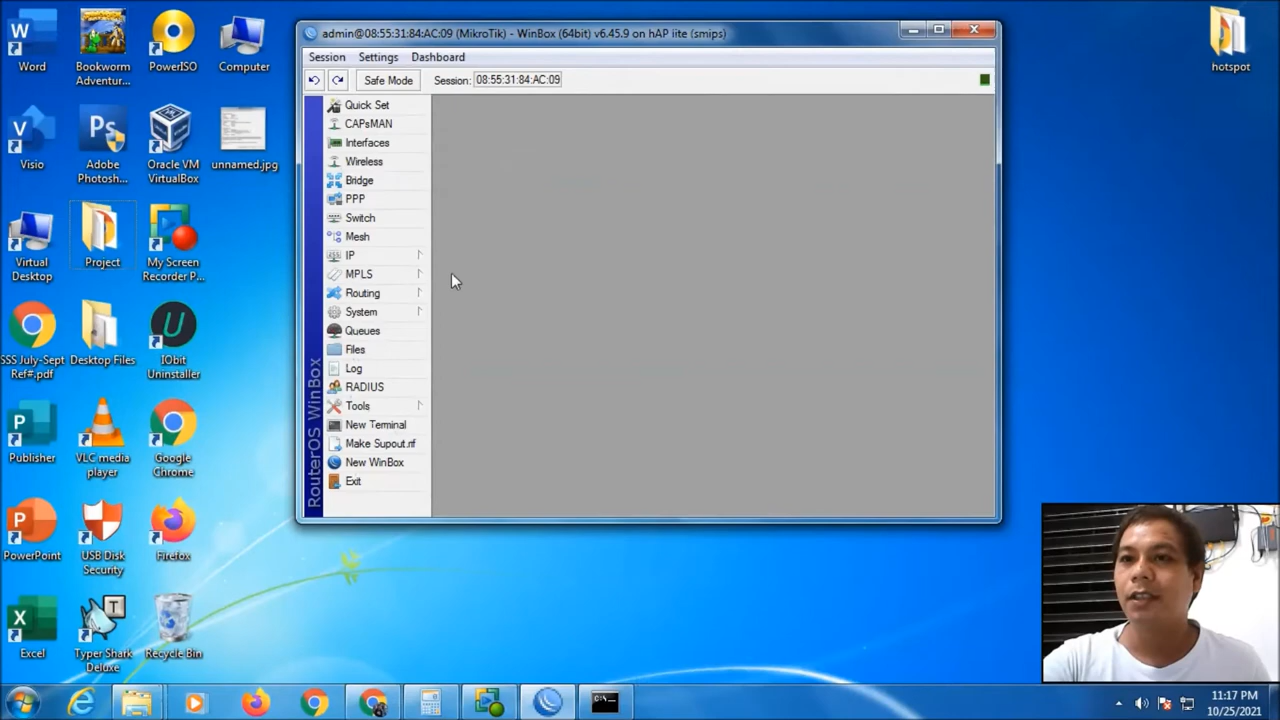 Word
Bookworm
Adventur...
PowerISO
Computer
Visio
Adobe
Photosh...
Oracle VM
VirtualBox
unnamed.jpg
Virtual
Desktop
Project
My Screen
Recorder P...
SSS July-Sept
Ref#.pdf
Desktop Files
IObit
Uninstaller
Publisher
VLC media
player
Google
Chrome
PowerPoint
USB Disk
Security
Firefox
Excel
Typer Shark
Deluxe
Recycle Bin
hotspot
admin@08:55:31:84:AC:09 (MikroTik) - WinBox (64bit) v6.45.9 on hAP lite (smips)
Session Settings Dashboard
Safe Mode Session: 08:55:31:84:AC:09
Quick Set
CAPsMAN
Interfaces
Wireless
Bridge
PPP
Switch
Mesh
IP
MPLS
Routing
System
Queues
Files
Log
RADIUS
Tools
New Terminal
Make Supout.rif
New WinBox
Exit
RouterOS WinBox
11:17 PM
10/25/2021